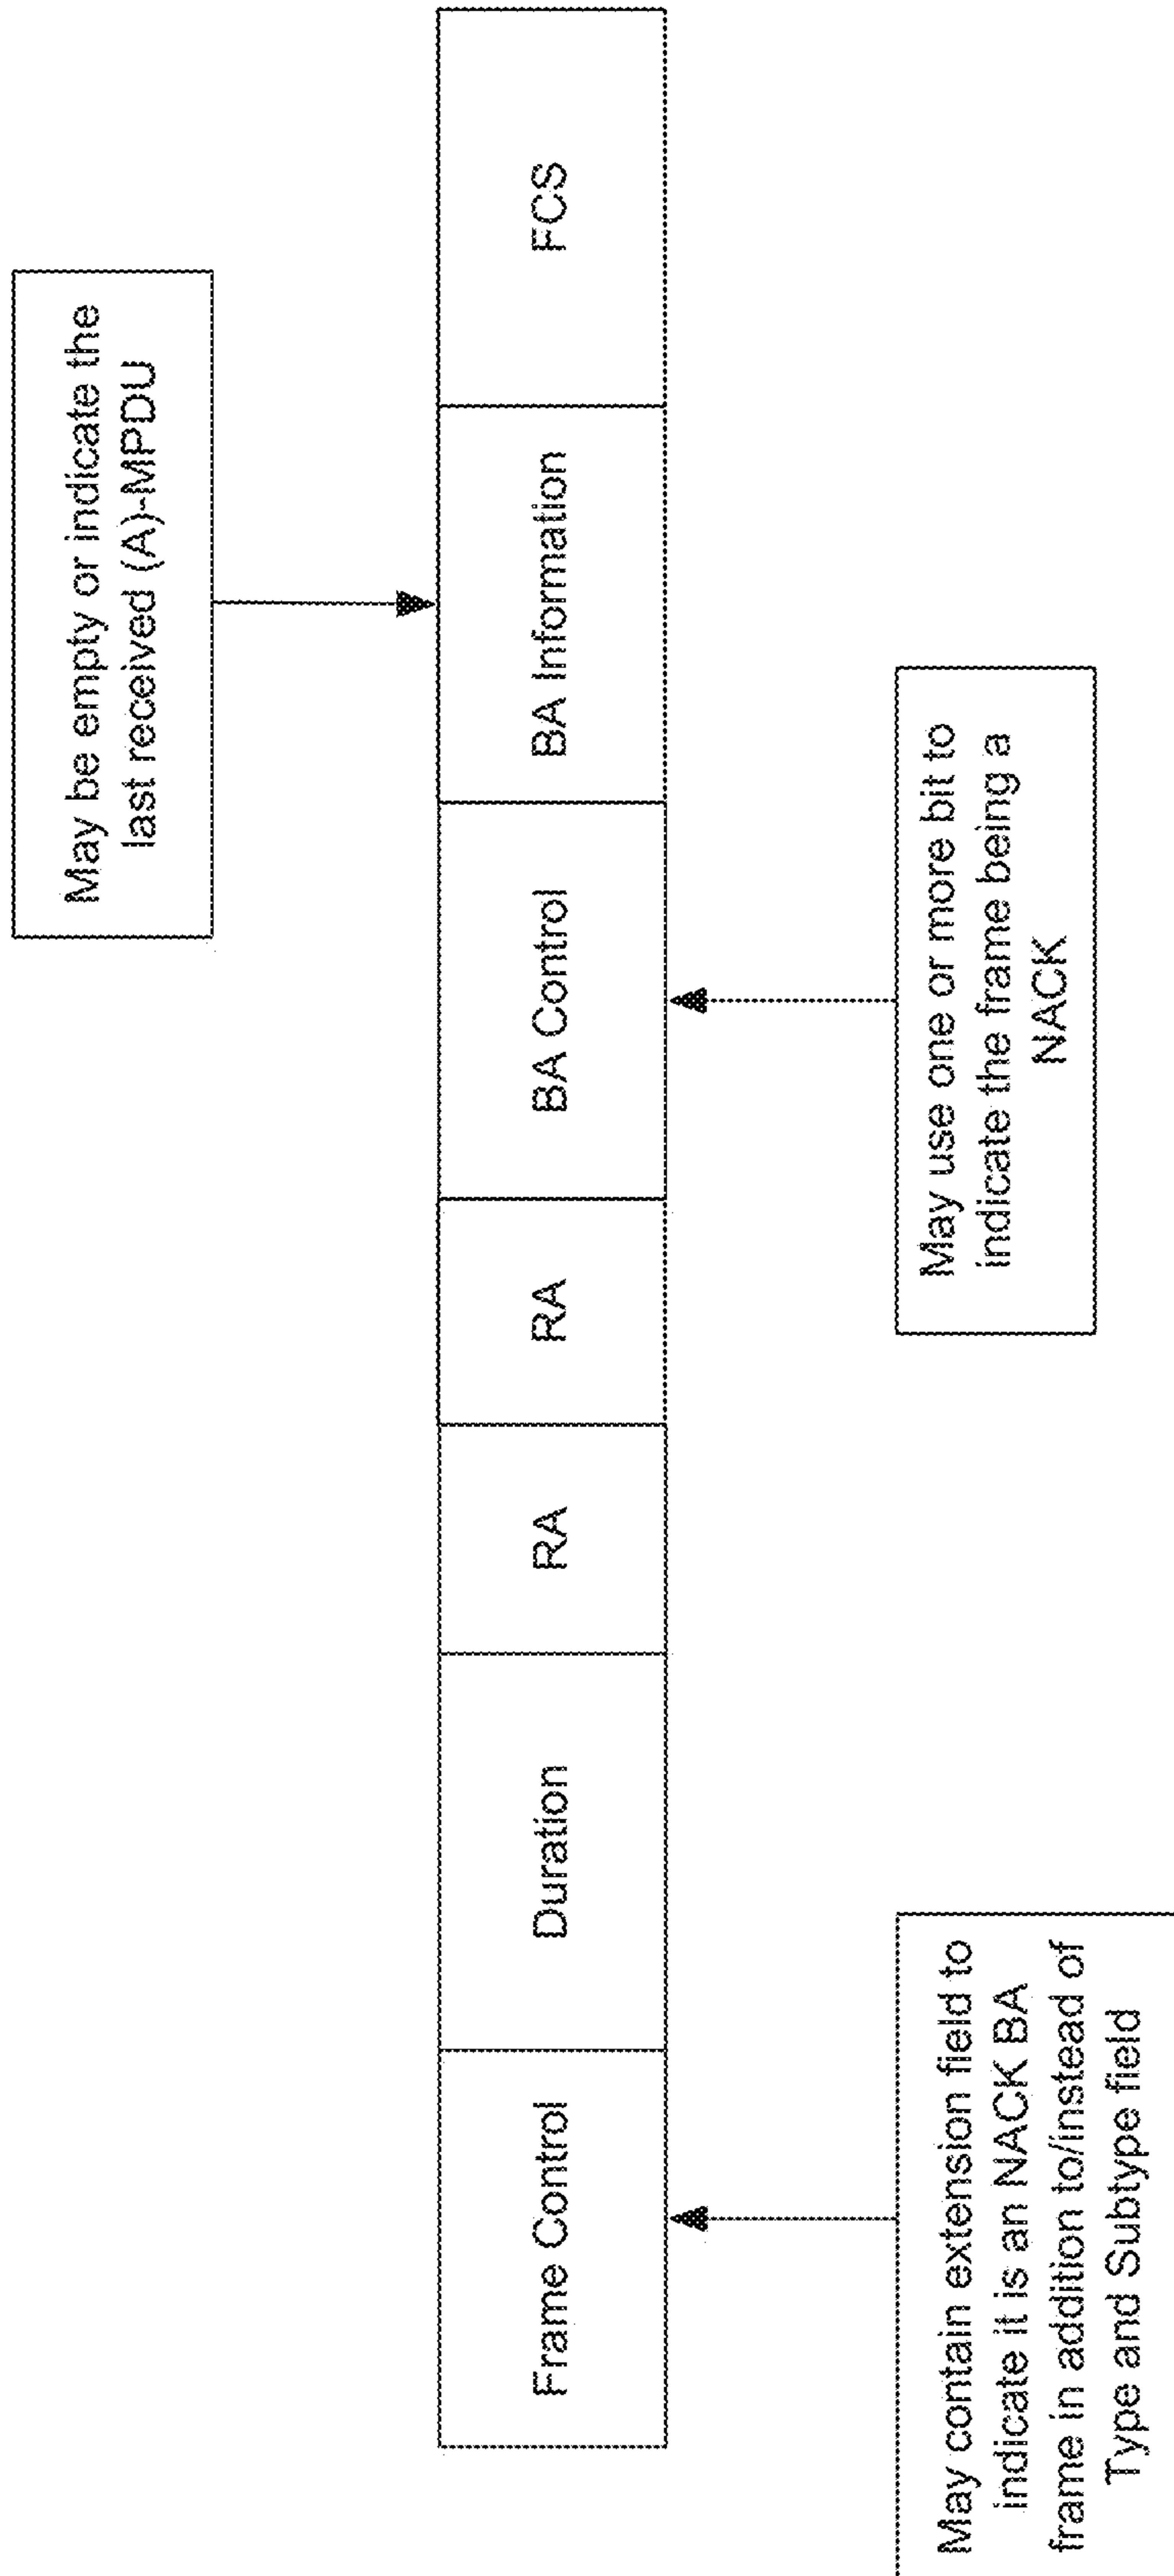 May be empty or indicate the
last received (A)-MPDU
Frame Control
Duration
RA
RA
BA Control
BA Information
FCS
May contain extension field to
indicate it is an NACK BA
frame in addition to/instead of
Type and Subtype field
May use one or more bit to
indicate the frame being a
NACK